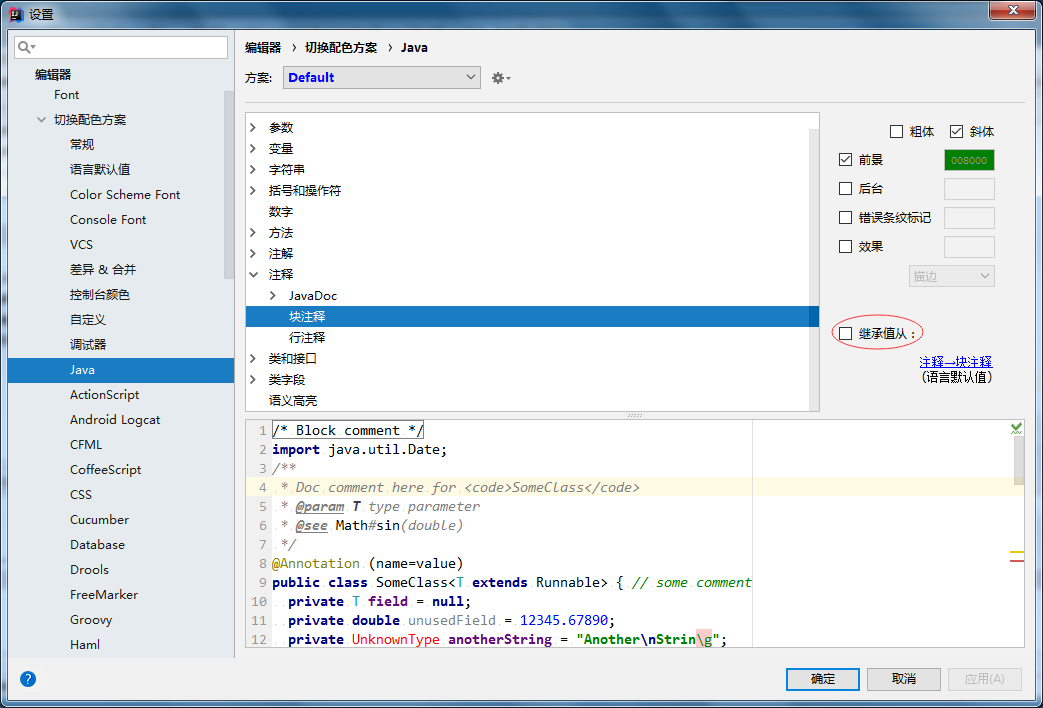 设置
编辑器
Font
切换配色方案
常规
语言默认值
Color Scheme Font
Console Font
VCS
差异 & 合并
控制台颜色
自定义
调试器
Java
ActionScript
Android Logcat
CFML
CoffeeScript
CSS
Cucumber
Database
Drools
FreeMarker
Groovy
Haml
编辑器 › 切换配色方案 › Java
方案: Default
参数
变量
字符串
括号和操作符
数字
方法
注解
注释
JavaDoc
块注释
行注释
类和接口
类字段
语义高亮
粗体 斜体
前景 008000
后台
错误条纹标记
效果
描边
继承值从：
注释→块注释
(语言默认值)
1 /* Block comment */
2 import java.util.Date;
3 /**
4 * Doc comment here for <code>SomeClass</code>
5 * @param T type parameter
6 * @see Math#sin(double)
7 */
8 @Annotation (name=value)
9 public class SomeClass<T extends Runnable> { // some comment
10 private T field = null;
11 private double unusedField = 12345.67890;
12 private UnknownType anotherString = "Another\nStrin\g";
?
确定 取消 应用(A)